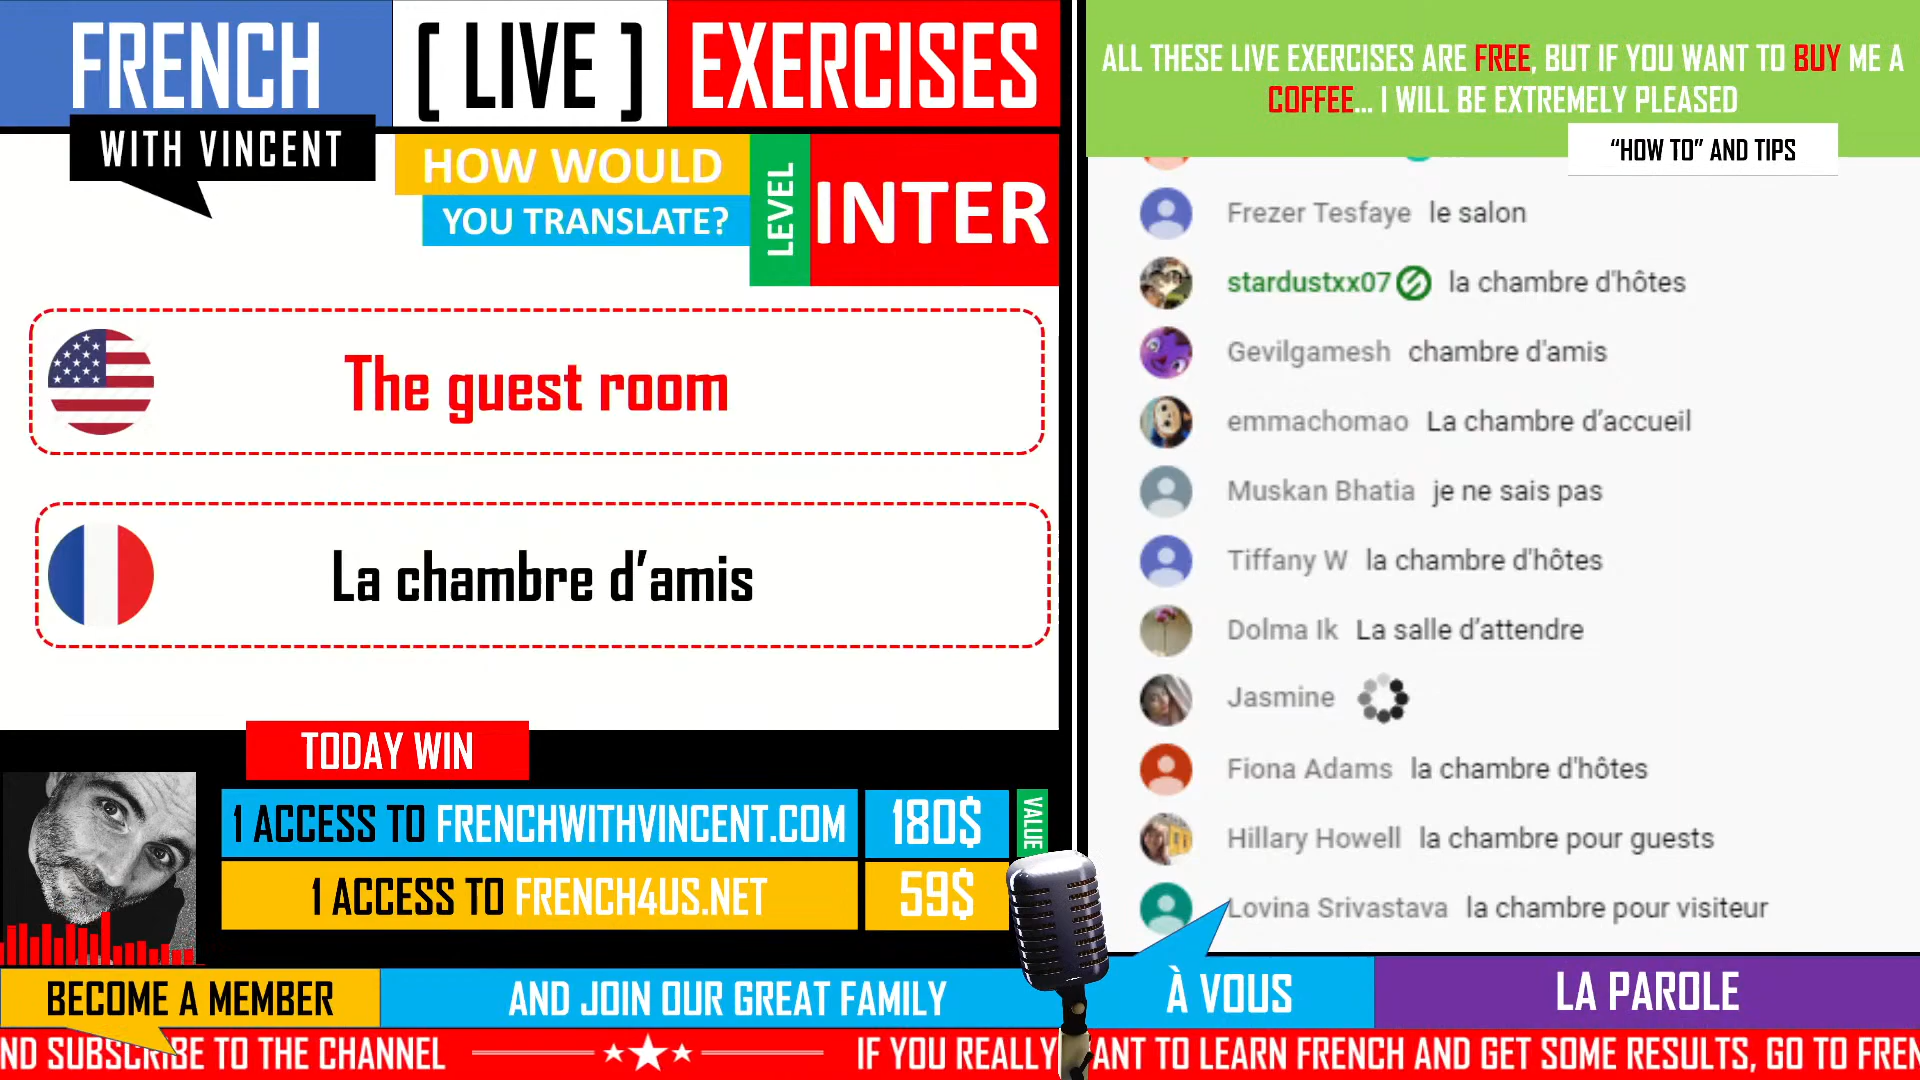 FRENCH
[ LIVE ]
EXERCISES
WITH VINCENT
HOW WOULD
YOU TRANSLATE?
LEVEL
INTER
The guest room
La chambre d’amis
TODAY WIN
1 ACCESS TO FRENCHWITHVINCENT.COM
180$
VALUE
1 ACCESS TO FRENCH4US.NET
59$
BECOME A MEMBER
AND JOIN OUR GREAT FAMILY
ALL THESE LIVE EXERCISES ARE FREE, BUT IF YOU WANT TO BUY ME A
COFFEE... I WILL BE EXTREMELY PLEASED
“HOW TO” AND TIPS
Frezer Tesfaye le salon
stardustxx07 la chambre d'hôtes
Gevilgamesh chambre d'amis
emmachomao La chambre d’accueil
Muskan Bhatia je ne sais pas
Tiffany W la chambre d'hôtes
Dolma Ik La salle d’attendre
Jasmine
Fiona Adams la chambre d'hôtes
Hillary Howell la chambre pour guests
Lovina Srivastava la chambre pour visiteur
À VOUS
LA PAROLE
ND SUBSCRIBE TO THE CHANNEL
IF YOU REALLY ANT TO LEARN FRENCH AND GET SOME RESULTS, GO TO FREN